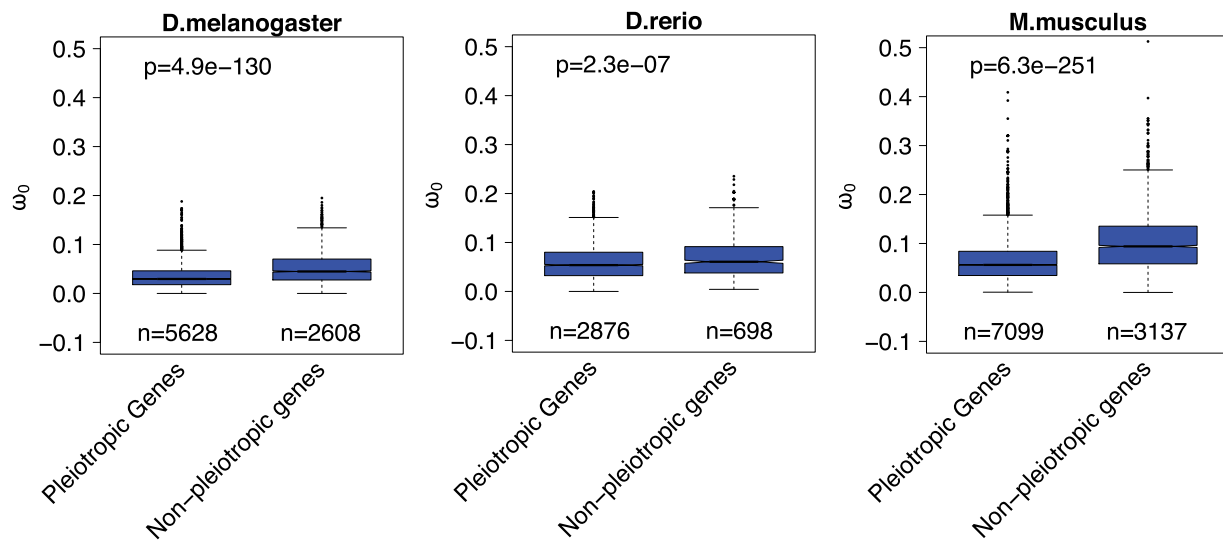 D.melanogaster
p=4.9e−130
ω0
0.5
0.4
0.3
0.2
0.1
0.0
−0.1
n=5628
n=2608
Pleiotropic Genes
Non−pleiotropic genes
D.rerio
p=2.3e−07
ω0
0.5
0.4
0.3
0.2
0.1
0.0
−0.1
n=2876
n=698
Pleiotropic Genes
Non−pleiotropic genes
M.musculus
p=6.3e−251
ω0
0.5
0.4
0.3
0.2
0.1
0.0
−0.1
n=7099
n=3137
Pleiotropic Genes
Non−pleiotropic genes